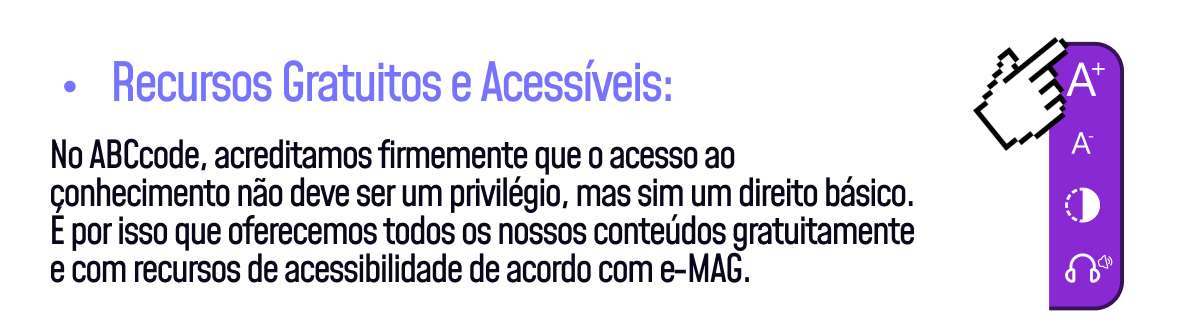 • Recursos Gratuitos e Acessíveis:
No ABCcode, acreditamos firmemente que o acesso ao
conhecimento não deve ser um privilégio, mas sim um direito básico.
É por isso que oferecemos todos os nossos conteúdos gratuitamente
e com recursos de acessibilidade de acordo com e-MAG.
A+
A-